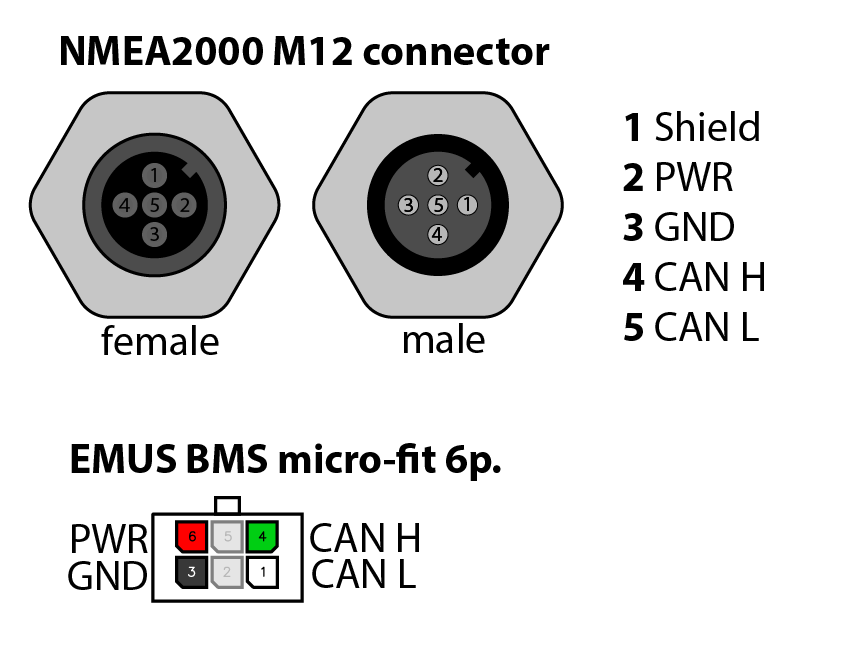 NMEA2000 M12 connector
1
4 5 2
3
female
2
3 5 1
4
male
1 Shield
2 PWR
3 GND
4 CAN H
5 CAN L
EMUS BMS micro-fit 6p.
PWR 6 5 4 CAN H
GND 3 2 1 CAN L